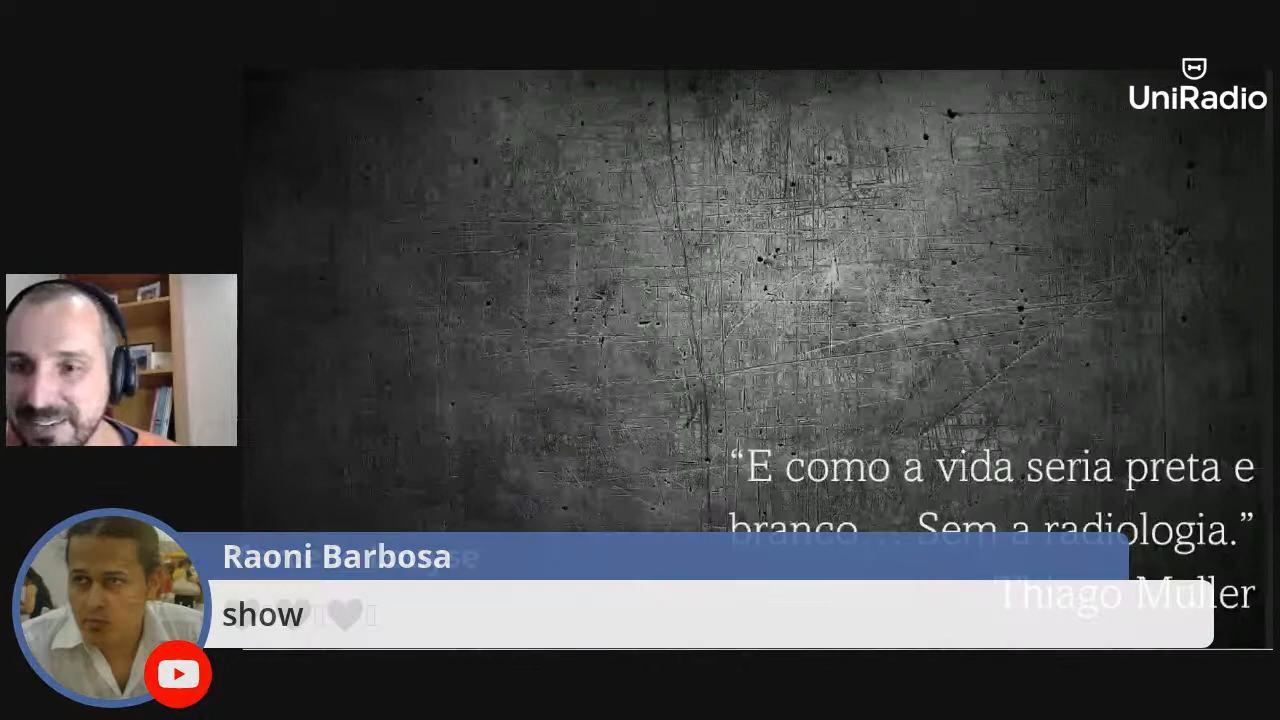 UniRadio
“E como a vida seria preta e
branco... Sem a radiologia.”
Thiago Muller
Raoni Barbosa
show